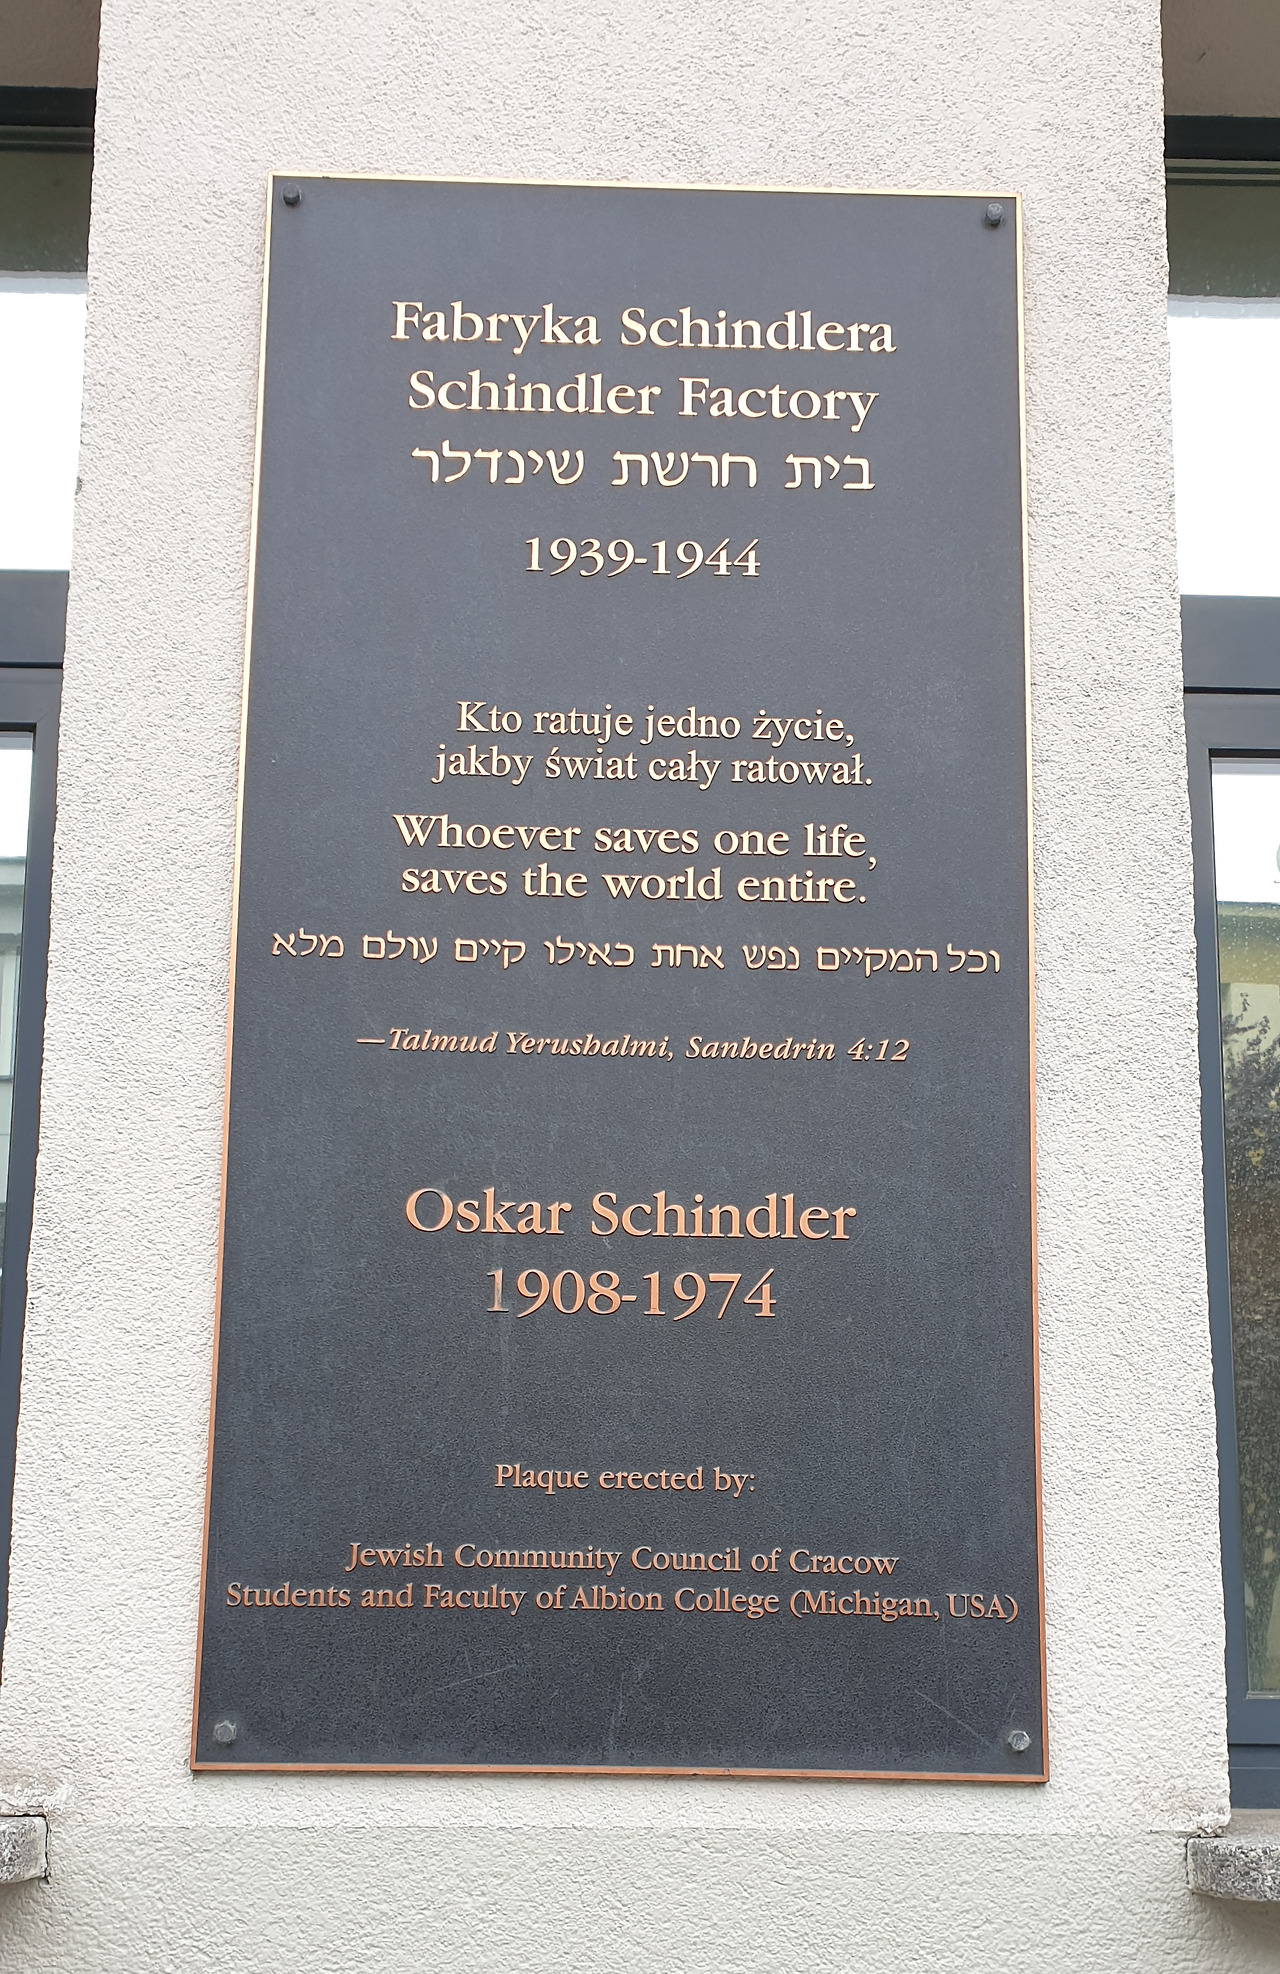 Fabryka Schindlera
Schindler Factory
בית חרשת שינדלר
1939-1944
Kto ratuje jedno życie,
jakby świat cały ratował.
Whoever saves one life,
saves the world entire.
וכל המקיים נפש אחת כאילו קיים עולם מלא
—Talmud Yerushalmi, Sanhedrin 4:12
Oskar Schindler
1908-1974
Plaque erected by:
Jewish Community Council of Cracow
Students and Faculty of Albion College (Michigan, USA)